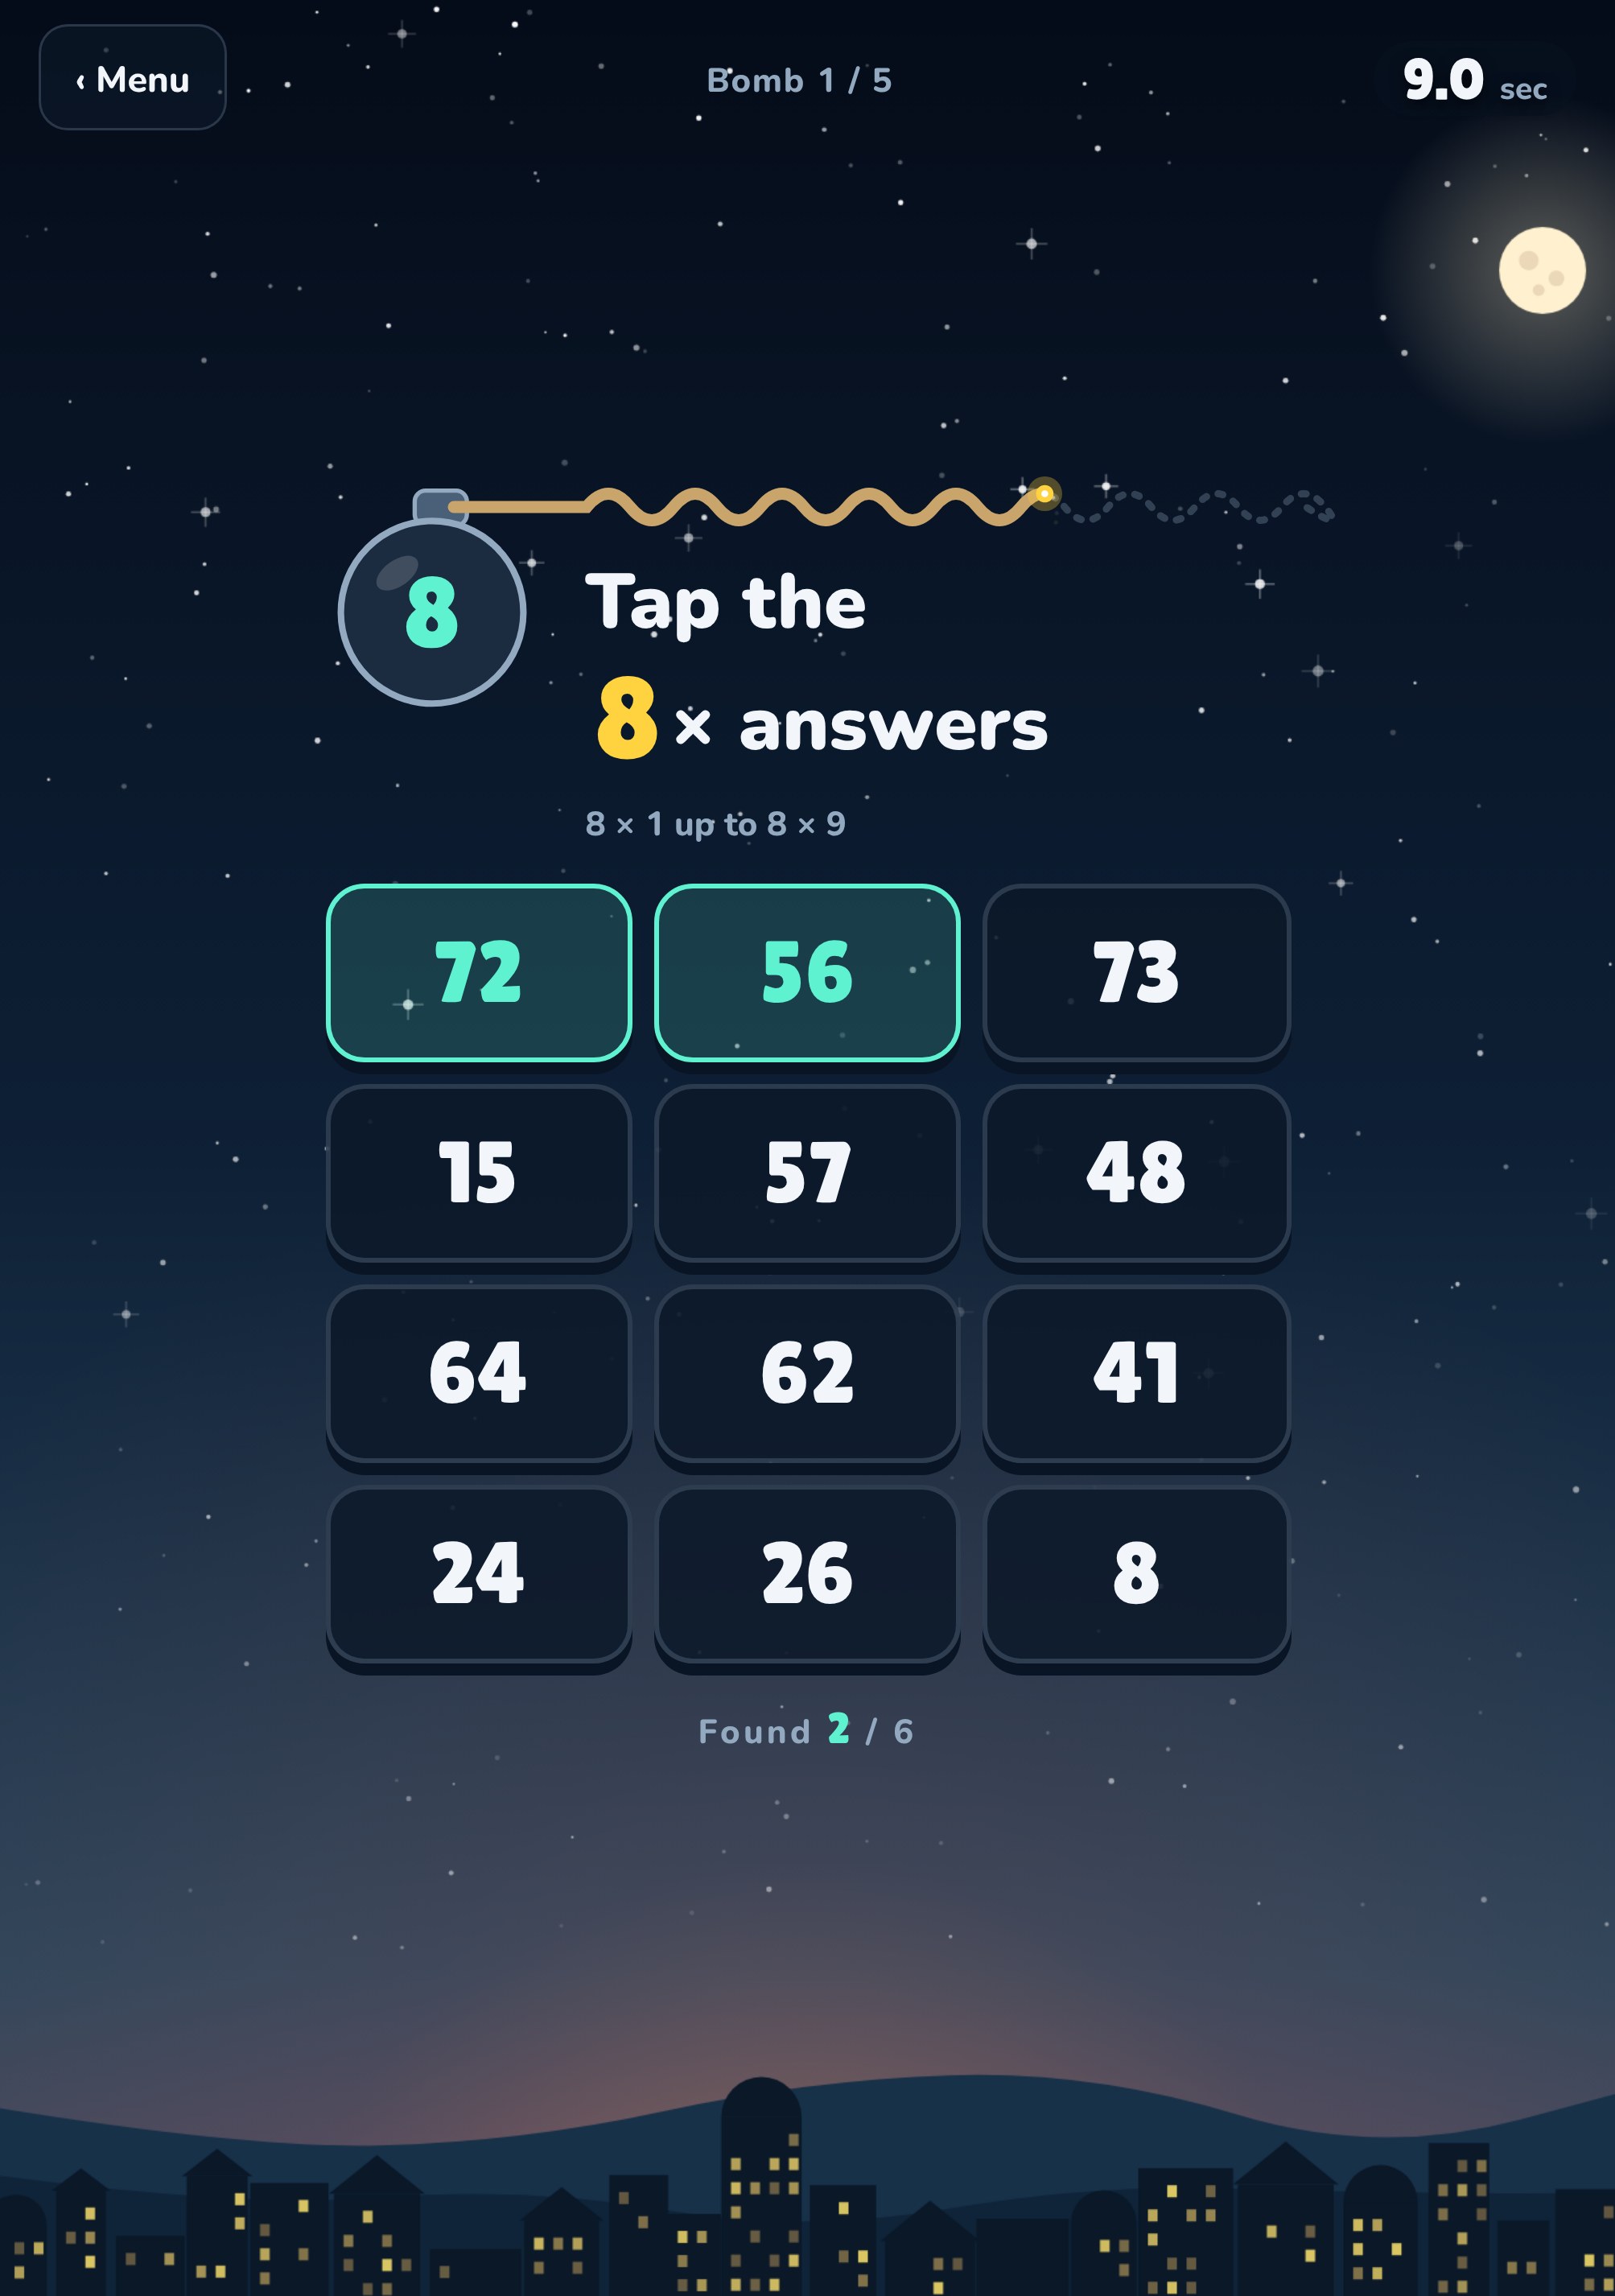 ‹ Menu
Bomb 1 / 5
9.0 sec
8
Tap the
8× answers
8 × 1 up to 8 × 9
72 56 73
15 57 48
64 62 41
24 26 8
Found 2 / 6